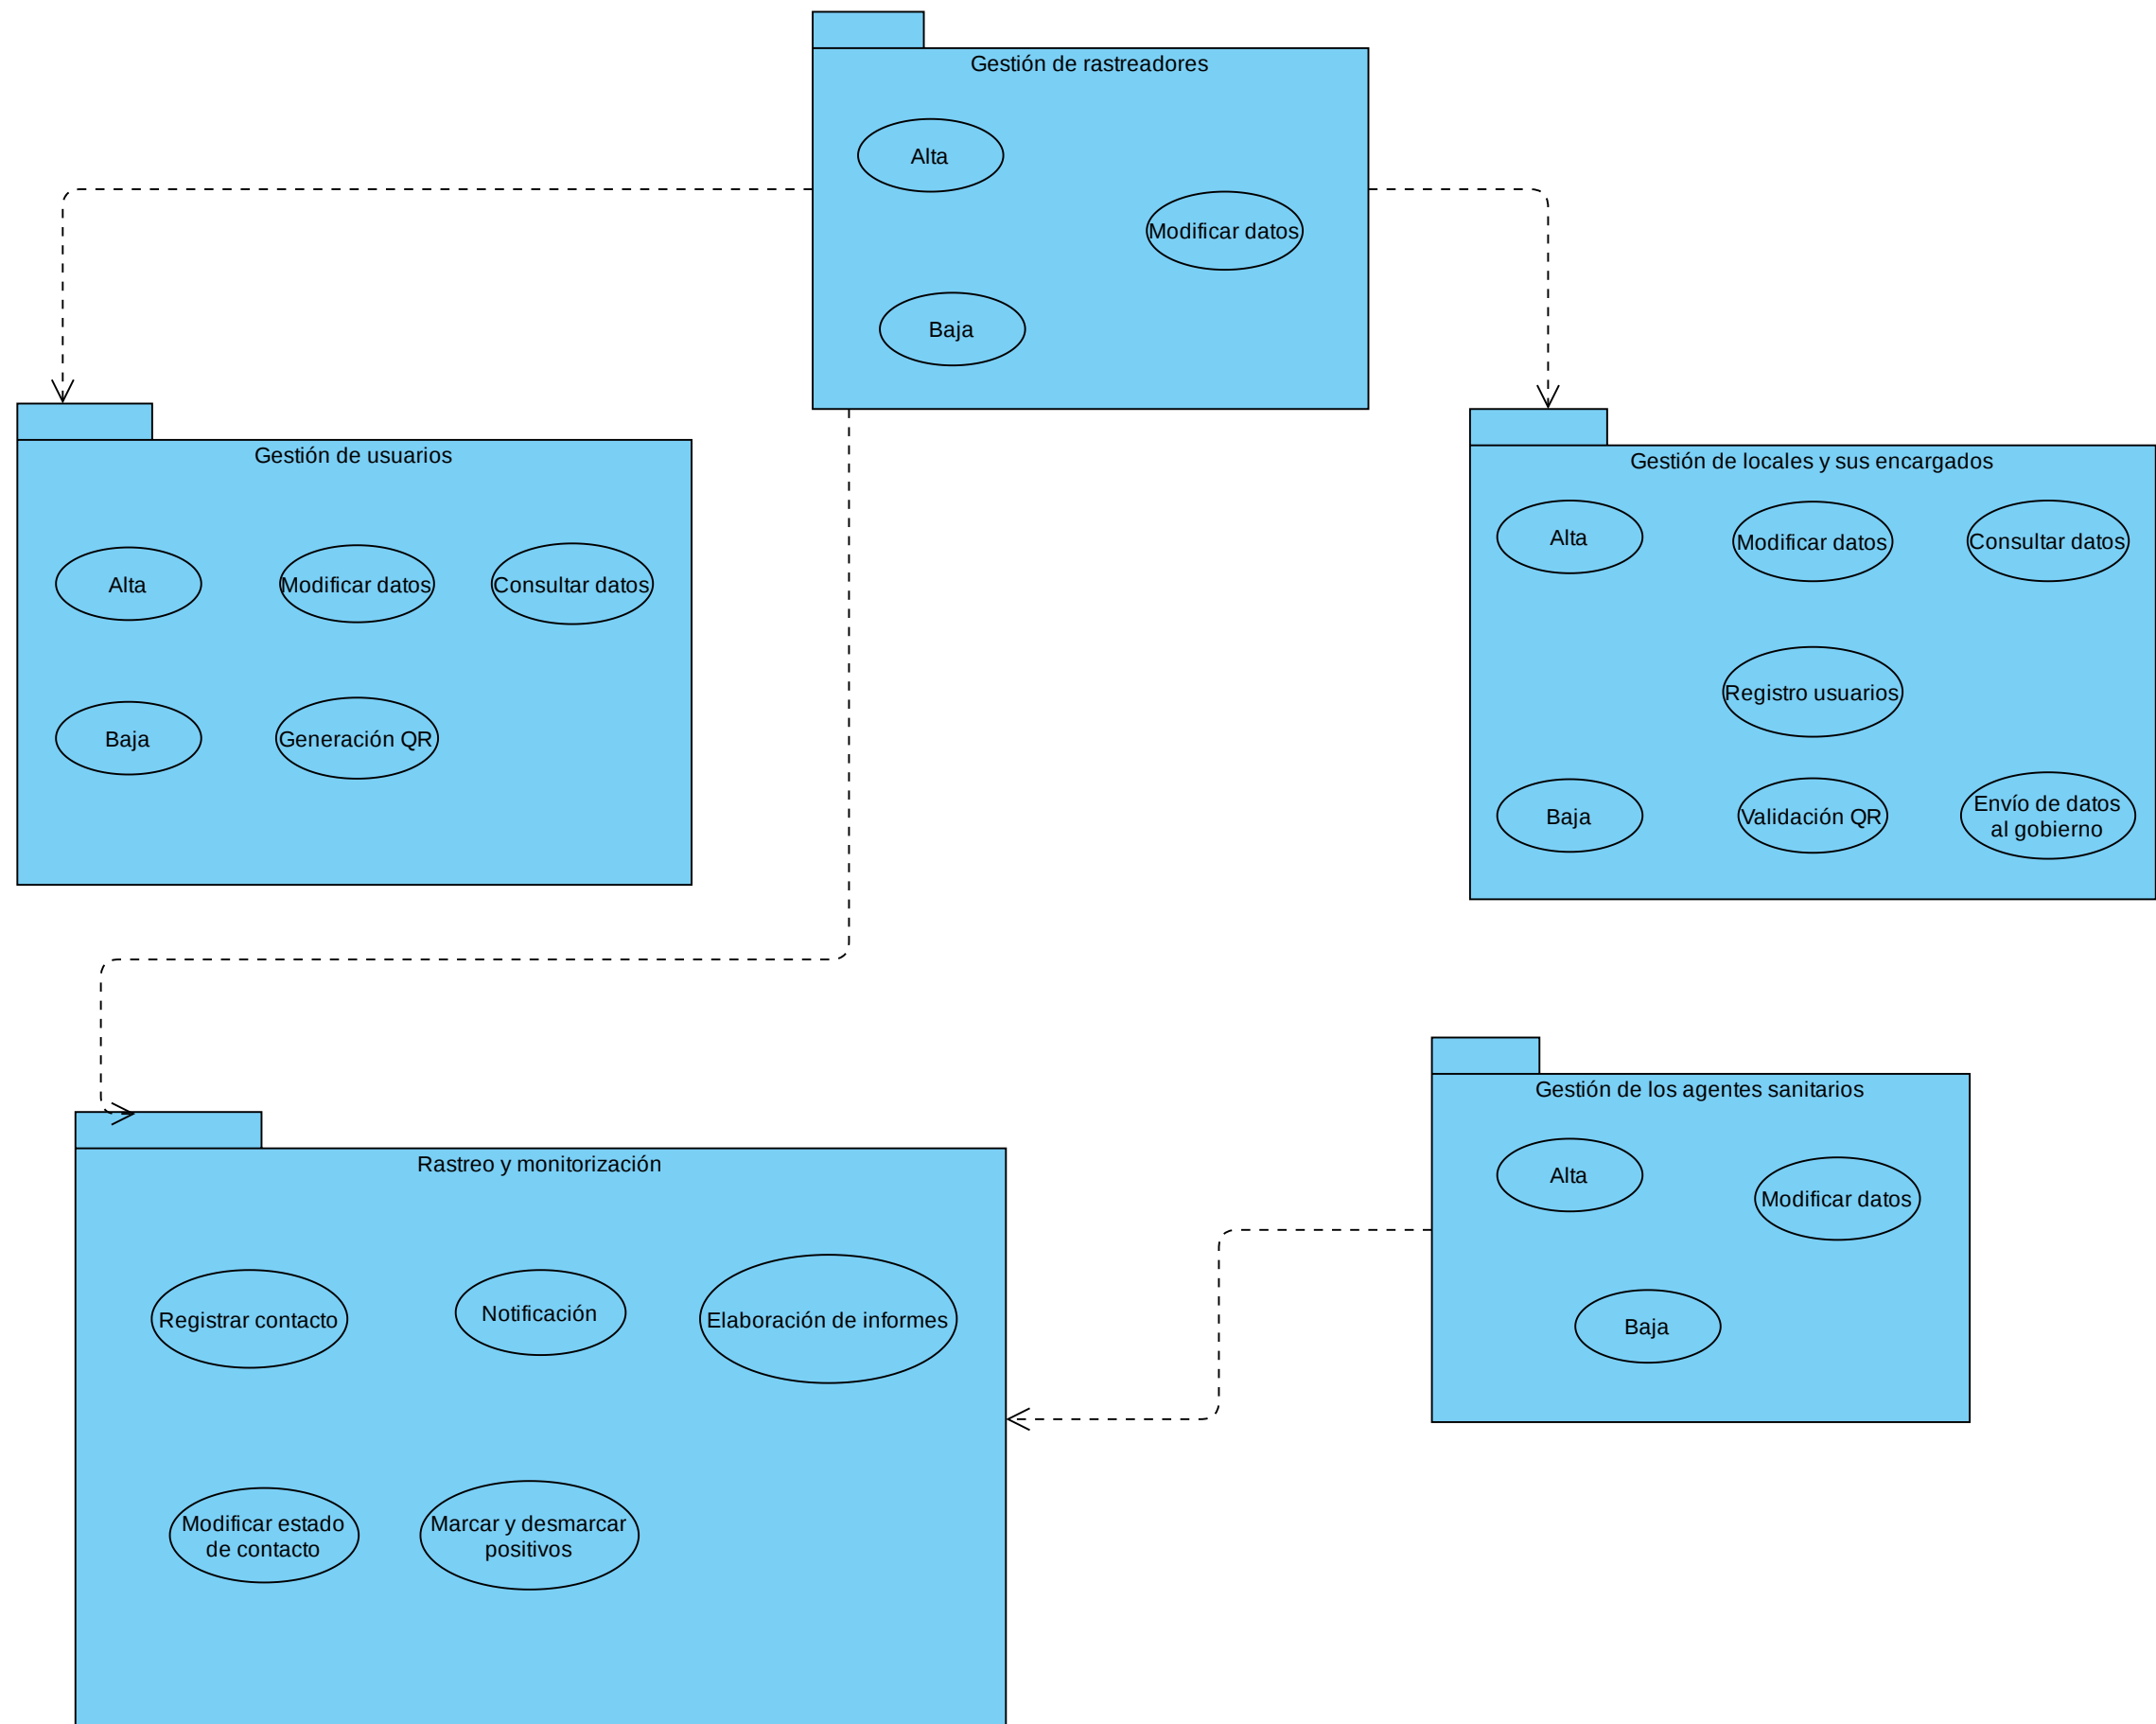 Gestión de rastreadores
Alta
Modificar datos
Baja
Gestión de usuarios
Alta
Modificar datos
Consultar datos
Baja
Generación QR
Gestión de locales y sus encargados
Alta
Modificar datos
Consultar datos
Registro usuarios
Baja
Validación QR
Envío de datos
al gobierno
Gestión de los agentes sanitarios
Alta
Modificar datos
Baja
Rastreo y monitorización
Registrar contacto
Notificación
Elaboración de informes
Modificar estado
de contacto
Marcar y desmarcar
positivos